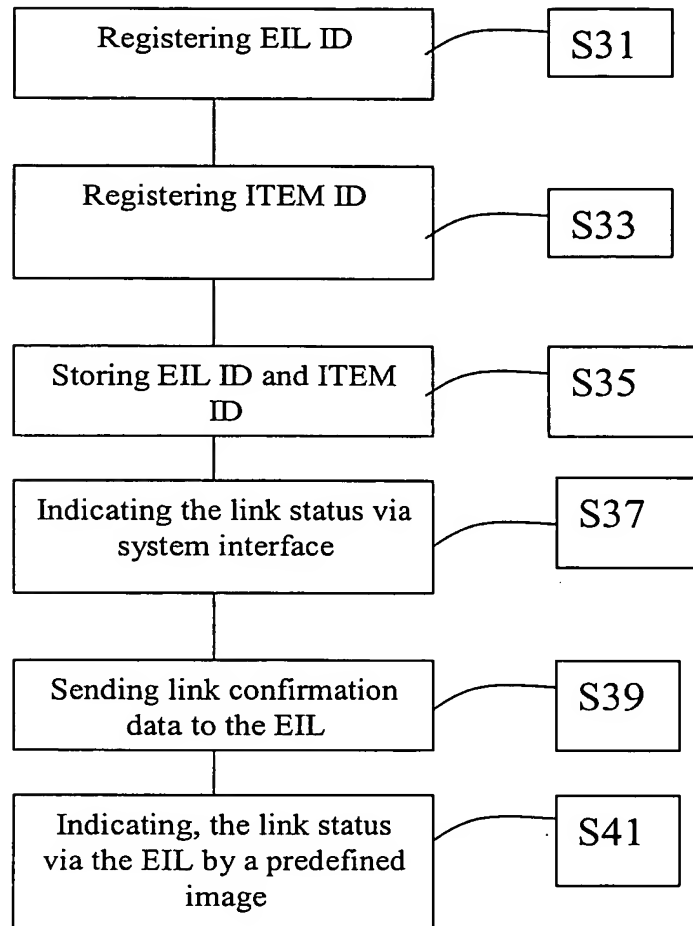 Registering EIL ID
S31
Registering ITEM ID
S33
Storing EIL ID and ITEM
ID
S35
Indicating the link status via
system interface
S37
Sending link confirmation
data to the EIL
S39
Indicating, the link status
via the EIL by a predefined
image
S41